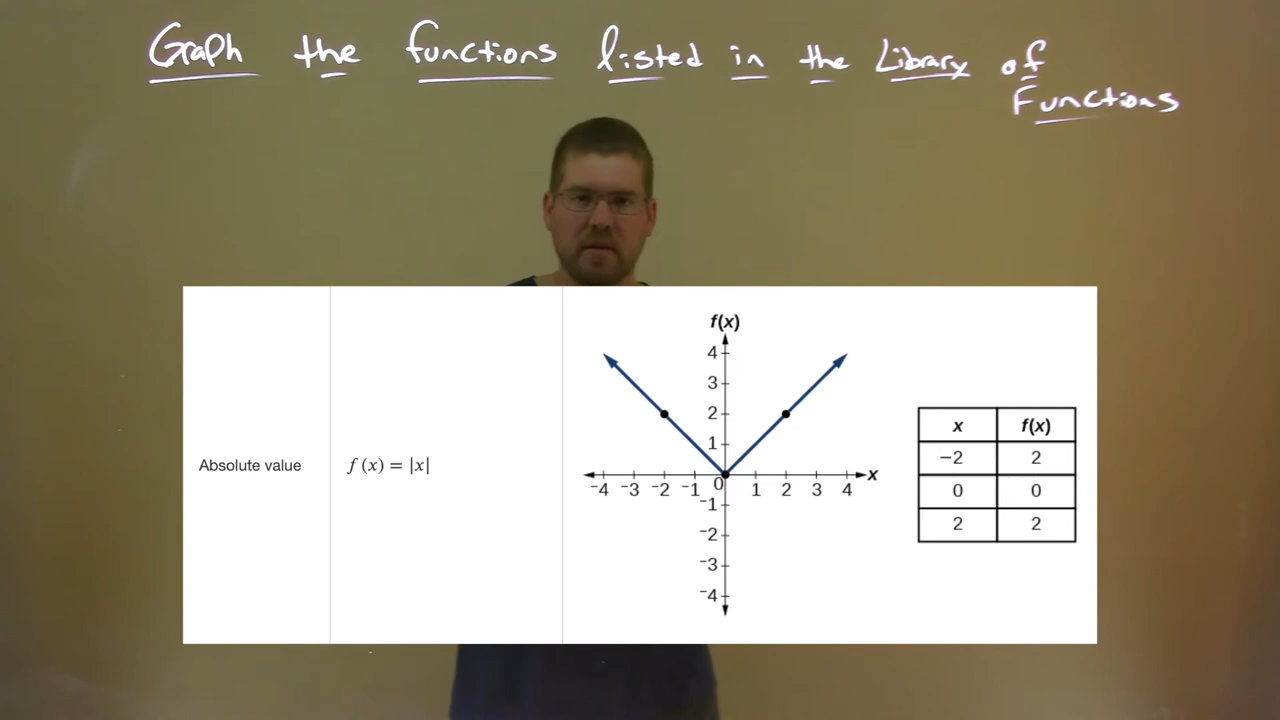 Graph the functions listed in the Library of
Functions
Absolute value
f(x) = |x|
f(x)
4
3
2
1
-4 -3 -2 -1 0 1 2 3 4 x
-1
-2
-3
-4
x f(x)
−2 2
0 0
2 2